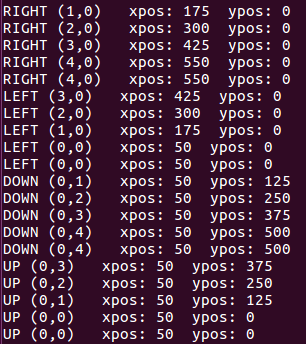 RIGHT (1,0)   xpos: 175  ypos: 0
RIGHT (2,0)   xpos: 300  ypos: 0
RIGHT (3,0)   xpos: 425  ypos: 0
RIGHT (4,0)   xpos: 550  ypos: 0
RIGHT (4,0)   xpos: 550  ypos: 0
LEFT (3,0)   xpos: 425  ypos: 0
LEFT (2,0)   xpos: 300  ypos: 0
LEFT (1,0)   xpos: 175  ypos: 0
LEFT (0,0)   xpos: 50  ypos: 0
LEFT (0,0)   xpos: 50  ypos: 0
DOWN (0,1)   xpos: 50  ypos: 125
DOWN (0,2)   xpos: 50  ypos: 250
DOWN (0,3)   xpos: 50  ypos: 375
DOWN (0,4)   xpos: 50  ypos: 500
DOWN (0,4)   xpos: 50  ypos: 500
UP (0,3)   xpos: 50  ypos: 375
UP (0,2)   xpos: 50  ypos: 250
UP (0,1)   xpos: 50  ypos: 125
UP (0,0)   xpos: 50  ypos: 0
UP (0,0)   xpos: 50  ypos: 0